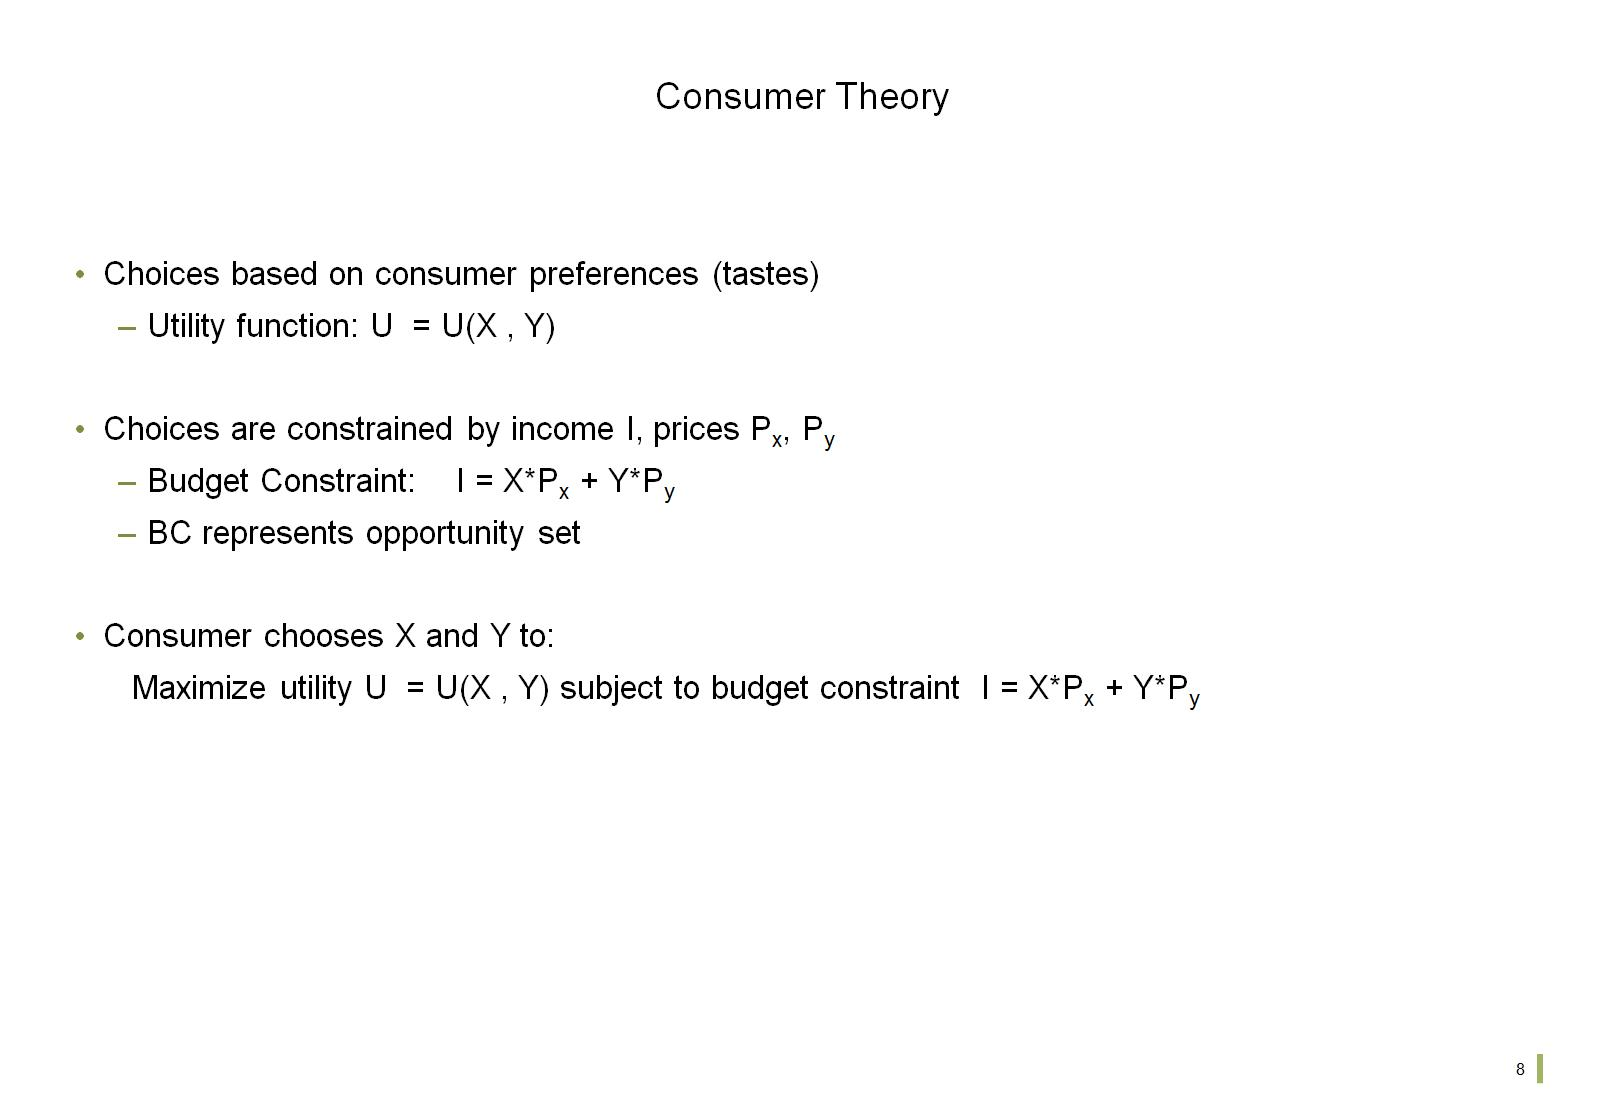 Consumer Theory
• Choices based on consumer preferences (tastes)
– Utility function: U  = U(X , Y)
• Choices are constrained by income I, prices Px, Py
– Budget Constraint:    I = X*Px + Y*Py
– BC represents opportunity set
• Consumer chooses X and Y to:
Maximize utility U  = U(X , Y) subject to budget constraint  I = X*Px + Y*Py
8